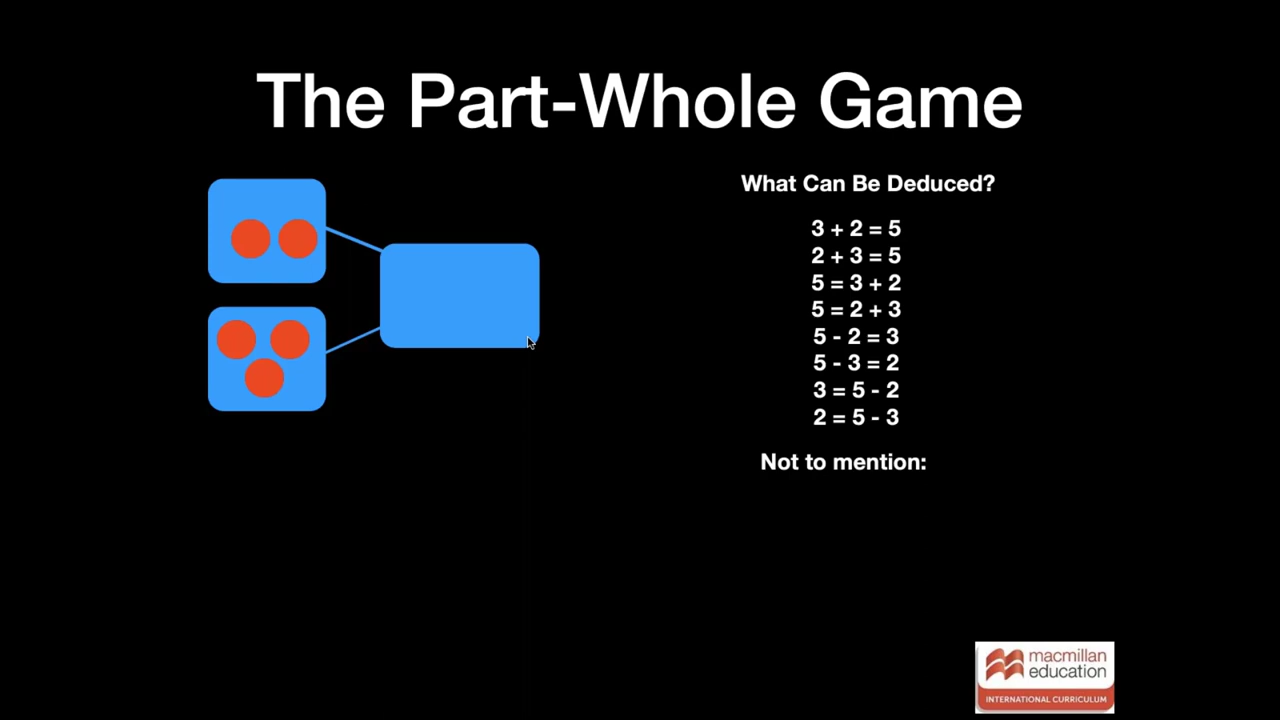 The Part-Whole Game
What Can Be Deduced?
3 + 2 = 5
2 + 3 = 5
5 = 3 + 2
5 = 2 + 3
5 - 2 = 3
5 - 3 = 2
3 = 5 - 2
2 = 5 - 3
Not to mention:
macmillan
education
INTERNATIONAL CURRICULUM